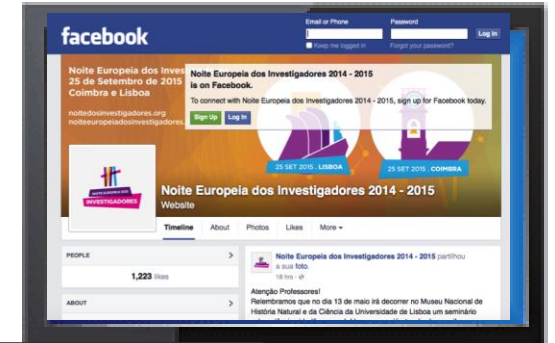 Email or Phone
Password
facebook
Log In
Keep me logged in
Forgot your password?
Noite Europeia dos Inves
25 de Setembro de 2015
Coimbra e Lisboa
noitedosinvestigadores.org
noiteeuropeiadosinvestigadores.
Noite Europeia dos Investigadores 2014 - 2015
is on Facebook.
To connect with Noite Europeia dos Investigadores 2014 - 2015, sign up for Facebook today.
Sign Up
Log In
25 SET 2015 . LISBOA
25 SET 2015 . COIMBRA
NOITE EUROPEIA DOS
INVESTIGADORES
Noite Europeia dos Investigadores 2014 - 2015
Website
Timeline
About
Photos
Likes
More
PEOPLE
1,223 likes
ABOUT
Noite Europeia dos Investigadores 2014 - 2015 partilhou
a sua foto.
18 hrs
Atenção Professores!
Relembramos que no dia 13 de maio irá decorrer no Museu Nacional de
História Natural e da Ciência da Universidade de Lisboa um seminário